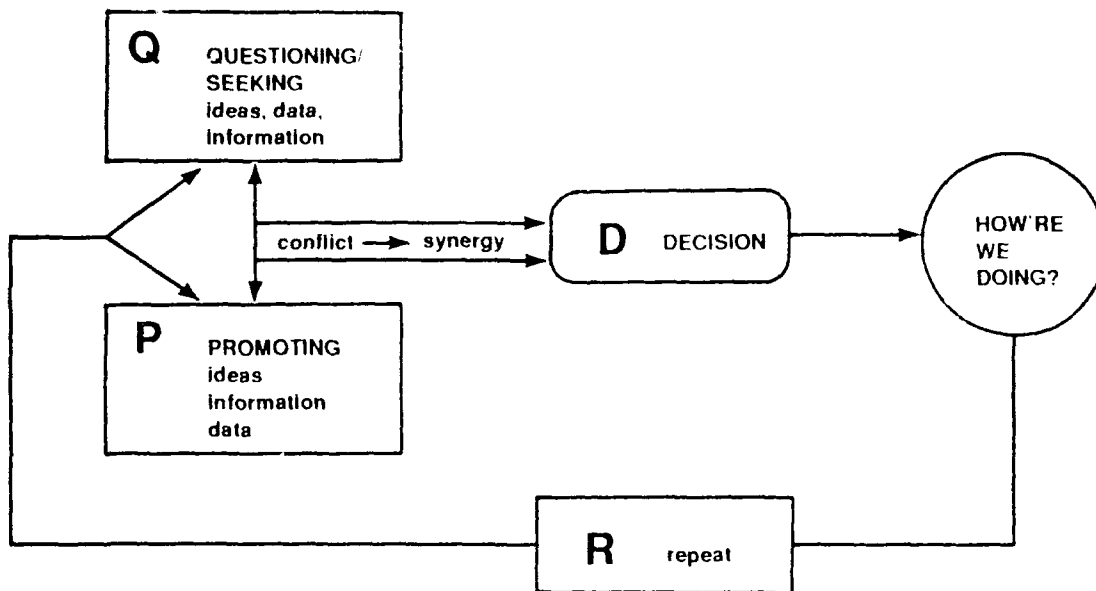 Q QUESTIONING/
SEEKING
ideas, data,
information
conflict → synergy
D DECISION
HOW'RE
WE
DOING?
P PROMOTING
ideas
information
data
R repeat